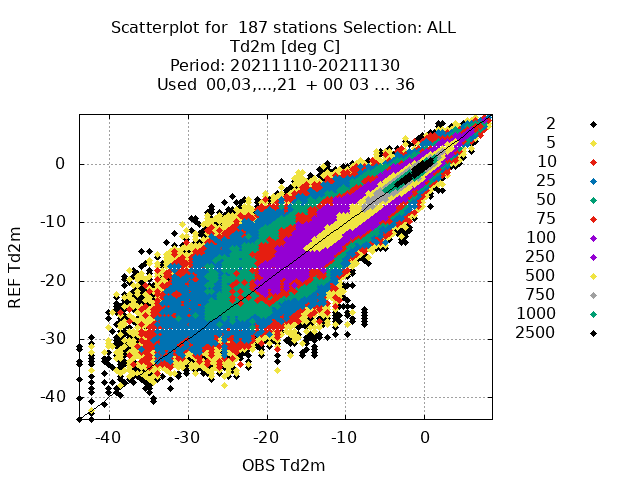 Scatterplot for  187 stations Selection: ALL
Td2m [deg C]
Period: 20211110-20211130
Used  00,03,...,21  + 00 03 ... 36
2
5
10
25
50
75
100
250
500
750
1000
2500
0
-10
-20
-30
-40
REF Td2m
-40 -30 -20 -10 0
OBS Td2m